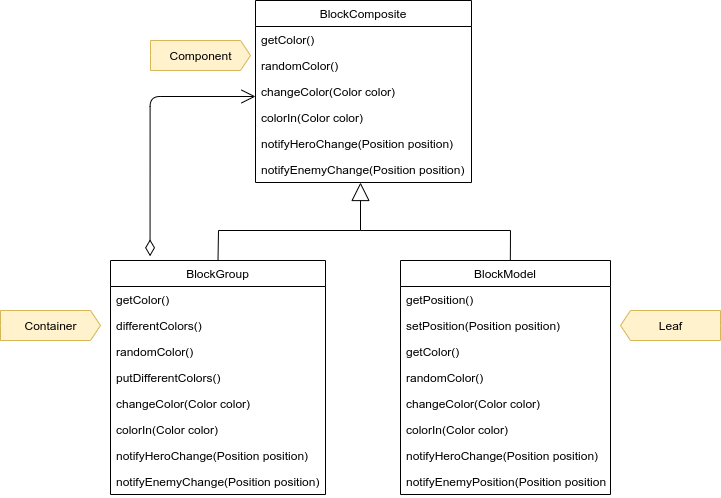 BlockComposite
getColor()
Component
randomColor()
changeColor(Color color)
colorIn(Color color)
notifyHeroChange(Position position)
notifyEnemyChange(Position position)
BlockGroup
getColor()
Container
differentColors()
randomColor()
putDifferentColors()
changeColor(Color color)
colorIn(Color color)
notifyHeroChange(Position position)
notifyEnemyChange(Position position)
BlockModel
getPosition()
setPosition(Position position)
Leaf
getColor()
randomColor()
changeColor(Color color)
colorIn(Color color)
notifyHeroChange(Position position)
notifyEnemyPosition(Position position